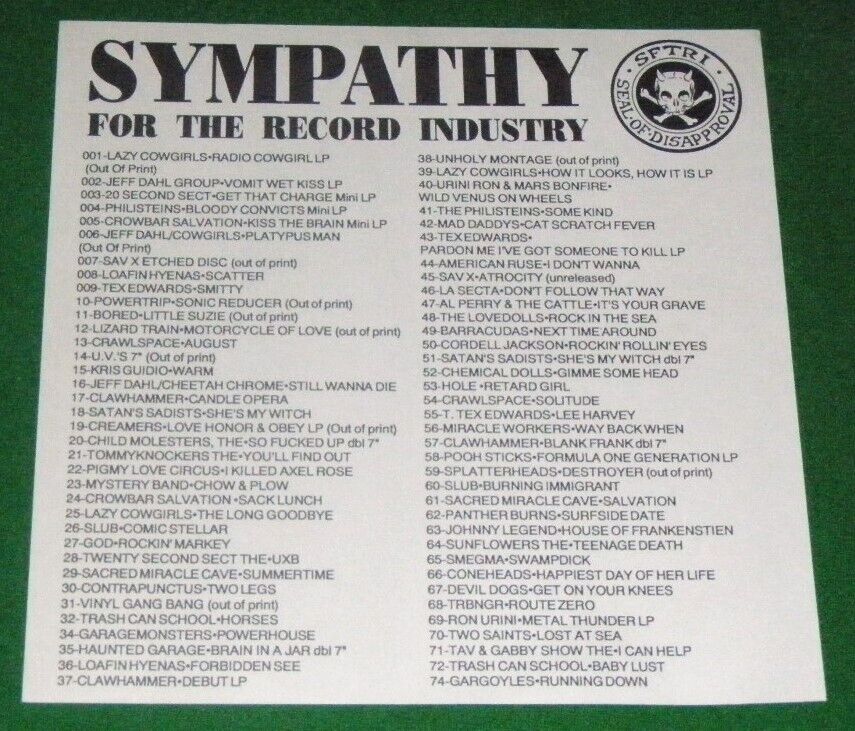 SYMPATHY
FOR THE RECORD INDUSTRY
SFTRI
SEAL·OF·DISAPPROVAL
001-LAZY COWGIRLS•RADIO COWGIRL LP
(Out Of Print)
002-JEFF DAHL GROUP•VOMIT WET KISS LP
003-20 SECOND SECT•GET THAT CHARGE Mini LP
004-PHILISTEINS•BLOODY CONVICTS Mini LP
005-CROWBAR SALVATION•KISS THE BRAIN Mini LP
006-JEFF DAHL/COWGIRLS•PLATYPUS MAN
(Out Of Print)
007-SAV X ETCHED DISC (out of print)
008-LOAFIN HYENAS•SCATTER
009-TEX EDWARDS•SMITTY
10-POWERTRIP•SONIC REDUCER (Out of print)
11-BORED•LITTLE SUZIE (Out of print)
12-LIZARD TRAIN•MOTORCYCLE OF LOVE (out of print)
13-CRAWLSPACE•AUGUST
14-U.V.'S 7" (Out of print)
15-KRIS GUIDIO•WARM
16-JEFF DAHL/CHEETAH CHROME•STILL WANNA DIE
17-CLAWHAMMER•CANDLE OPERA
18-SATAN'S SADISTS•SHE'S MY WITCH
19-CREAMERS•LOVE HONOR & OBEY LP (Out of print)
20-CHILD MOLESTERS, THE•SO FUCKED UP dbl 7"
21-TOMMYKNOCKERS THE•YOU'LL FIND OUT
22-PIGMY LOVE CIRCUS•I KILLED AXEL ROSE
23-MYSTERY BAND•CHOW & PLOW
24-CROWBAR SALVATION•SACK LUNCH
25-LAZY COWGIRLS•THE LONG GOODBYE
26-SLUB•COMIC STELLAR
27-GOD•ROCKIN' MARKEY
28-TWENTY SECOND SECT THE•UXB
29-SACRED MIRACLE CAVE•SUMMERTIME
30-CONTRAPUNCTUS•TWO LEGS
31-VINYL GANG BANG (out of print)
32-TRASH CAN SCHOOL•HORSES
34-GARAGEMONSTERS•POWERHOUSE
35-HAUNTED GARAGE•BRAIN IN A JAR dbl 7"
36-LOAFIN HYENAS•FORBIDDEN SEE
37-CLAWHAMMER•DEBUT LP
38-UNHOLY MONTAGE (out of print)
39-LAZY COWGIRLS•HOW IT LOOKS, HOW IT IS LP
40-URINI RON & MARS BONFIRE•
WILD VENUS ON WHEELS
41-THE PHILISTEINS•SOME KIND
42-MAD DADDYS•CAT SCRATCH FEVER
43-TEX EDWARDS•
PARDON ME I'VE GOT SOMEONE TO KILL LP
44-AMERICAN RUSE•I DON'T WANNA
45-SAV X•ATROCITY (unreleased)
46-LA SECTA•DON'T FOLLOW THAT WAY
47-AL PERRY & THE CATTLE•IT'S YOUR GRAVE
48-THE LOVEDOLLS•ROCK IN THE SEA
49-BARRACUDAS•NEXT TIME AROUND
50-CORDELL JACKSON•ROCKIN' ROLLIN' EYES
51-SATAN'S SADISTS•SHE'S MY WITCH dbl 7"
52-CHEMICAL DOLLS•GIMME SOME HEAD
53-HOLE•RETARD GIRL
54-CRAWLSPACE•SOLITUDE
55-T. TEX EDWARDS•LEE HARVEY
56-MIRACLE WORKERS•WAY BACK WHEN
57-CLAWHAMMER•BLANK FRANK dbl 7"
58-POOH STICKS•FORMULA ONE GENERATION LP
59-SPLATTERHEADS•DESTROYER (out of print)
60-SLUB•BURNING IMMIGRANT
61-SACRED MIRACLE CAVE•SALVATION
62-PANTHER BURNS•SURFSIDE DATE
63-JOHNNY LEGEND•HOUSE OF FRANKENSTIEN
64-SUNFLOWERS THE•TEENAGE DEATH
65-SMEGMA•SWAMPDICK
66-CONEHEADS•HAPPIEST DAY OF HER LIFE
67-DEVIL DOGS•GET ON YOUR KNEES
68-TRBNGR•ROUTE ZERO
69-RON URINI•METAL THUNDER LP
70-TWO SAINTS•LOST AT SEA
71-TAV & GABBY SHOW THE•I CAN HELP
72-TRASH CAN SCHOOL•BABY LUST
74-GARGOYLES•RUNNING DOWN